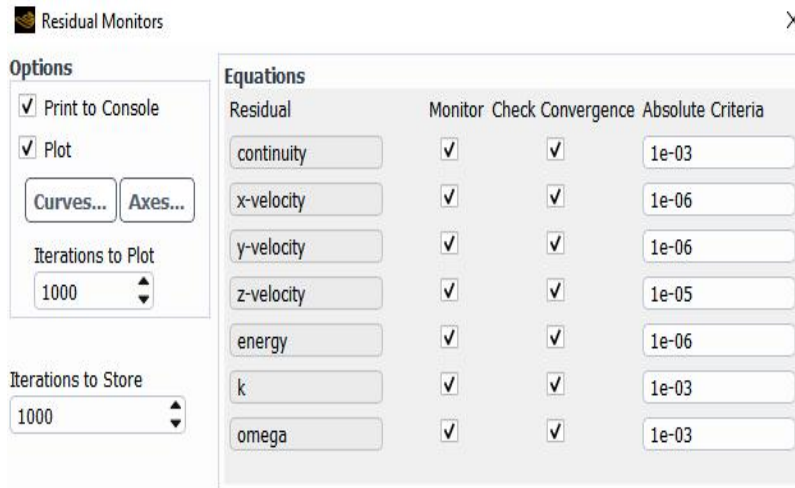 Residual Monitors
Options
Print to Console
Plot
Curves... Axes...
Iterations to Plot
1000
Iterations to Store
1000
Equations
Residual Monitor Check Convergence Absolute Criteria
continuity 1e-03
x-velocity 1e-06
y-velocity 1e-06
z-velocity 1e-05
energy 1e-06
k 1e-03
omega 1e-03